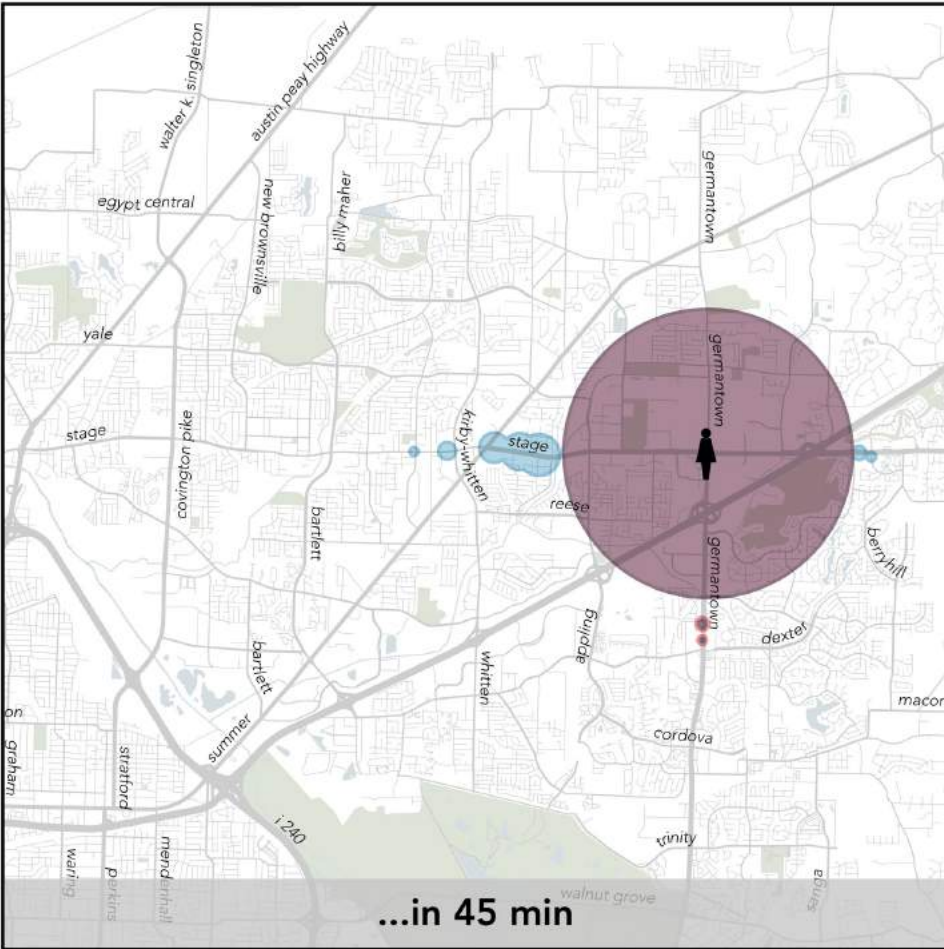 walter k. singleton
austin peay highway
germantown
egypt central
new brownsville
billy maher
yale
germantown
stage
covington pike
kirby-whitten
stage
reese
bartlett
germantown
berryhill
appling
dexter
bartlett
whitten
macon
on
graham
stratford
summer
cordova
i 240
trinity
waring
perkins
mendenhall
walnut grove
sanga
...in 45 min